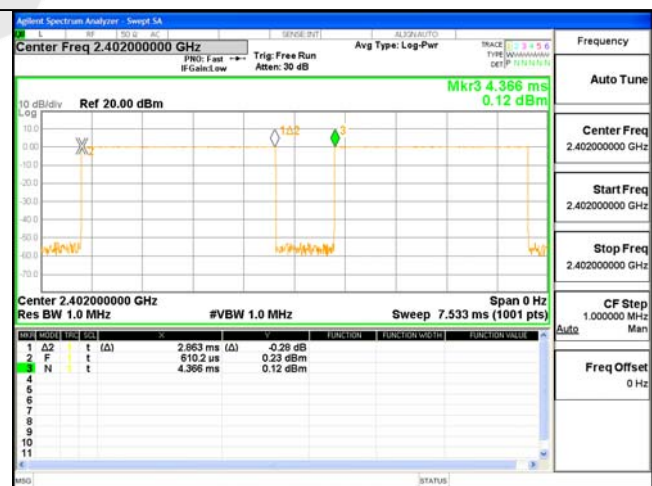 Agilent Spectrum Analyzer - Swept SA
L RF 50 Ω AC SENSE:INT ALIGNAUTO
Center Freq 2.402000000 GHz
PNO: Fast
IFGain:Low
Trig: Free Run
Atten: 30 dB
Avg Type: Log-Pwr
TRACE 1 2 3 4 5 6
TYPE
DET P N N N N N
Mkr3 4.366 ms
0.12 dBm
10 dB/div Ref 20.00 dBm
Log
10.0
0.00
-10.0
-20.0
-30.0
-40.0
-50.0
-60.0
-70.0
1Δ2
3
2
Center 2.402000000 GHz Span 0 Hz
Res BW 1.0 MHz #VBW 1.0 MHz Sweep 7.533 ms (1001 pts)
MKR MODE TRC SCL X Y FUNCTION FUNCTION WIDTH FUNCTION VALUE
1 Δ2 1 t (Δ) 2.863 ms (Δ) -0.28 dB
2 F 1 t 610.2 µs 0.23 dBm
3 N 1 t 4.366 ms 0.12 dBm
4
5
6
7
8
9
10
11
MSG STATUS
Frequency
Auto Tune
Center Freq
2.402000000 GHz
Start Freq
2.402000000 GHz
Stop Freq
2.402000000 GHz
CF Step
1.000000 MHz
Auto Man
Freq Offset
0 Hz